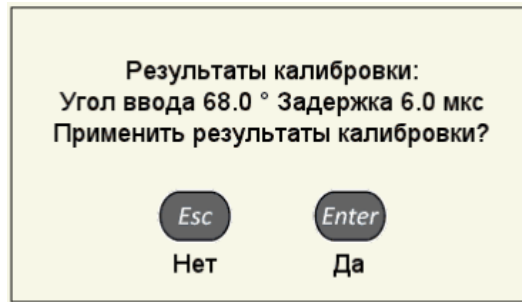 Результаты калибровки:
Угол ввода 68.0 ° Задержка 6.0 мкс
Применить результаты калибровки?
Esc Enter
Нет Да